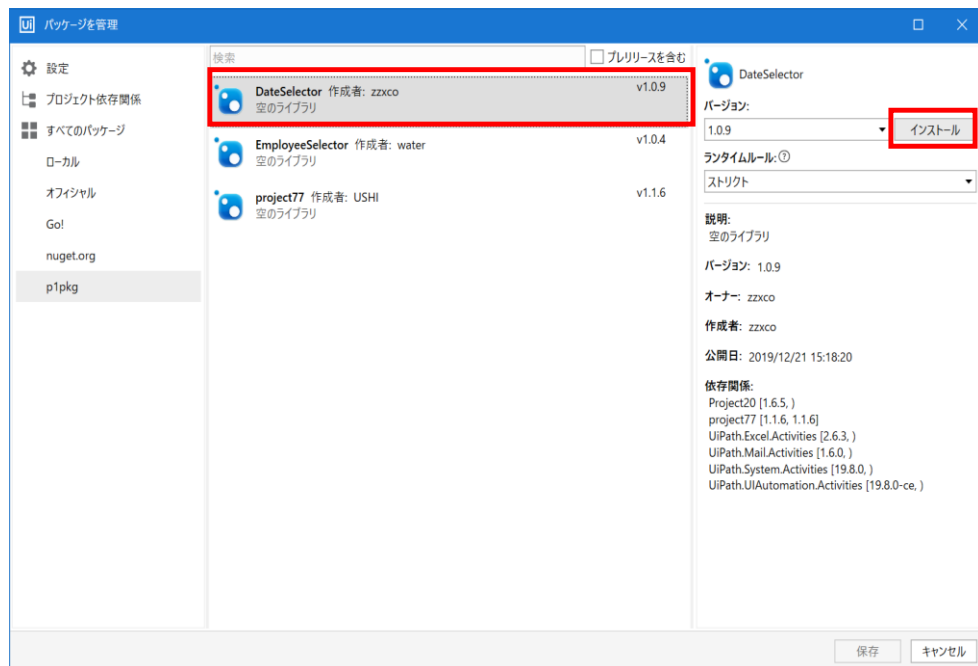 Ui パッケージを管理
設定
プロジェクト依存関係
すべてのパッケージ
ローカル
オフィシャル
Go!
nuget.org
p1pkg
検索
プレリリースを含む
DateSelector 作成者: zzxco
v1.0.9
空のライブラリ
EmployeeSelector 作成者: water
v1.0.4
空のライブラリ
project77 作成者: USHI
v1.1.6
空のライブラリ
DateSelector
バージョン:
1.0.9
インストール
ランタイムルール:?
ストリクト
説明:
空のライブラリ
バージョン: 1.0.9
オーナー: zzxco
作成者: zzxco
公開日: 2019/12/21 15:18:20
依存関係:
Project20 [1.6.5, )
project77 [1.1.6, 1.1.6]
UiPath.Excel.Activities [2.6.3, )
UiPath.Mail.Activities [1.6.0, )
UiPath.System.Activities [19.8.0, )
UiPath.UIAutomation.Activities [19.8.0-ce, )
保存
キャンセル